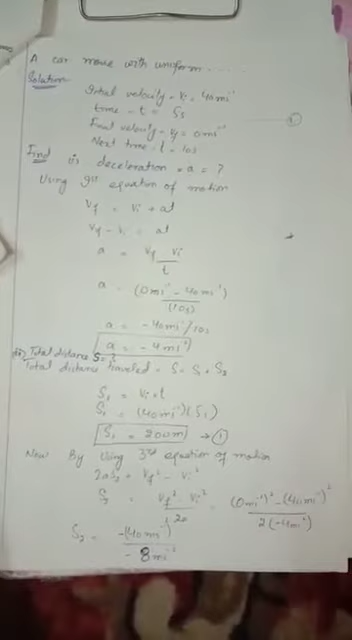 A car move with uniform .....
Solution
Initial velocity = Vi = 40ms⁻¹
time = t = 5s
Final velocity = Vf = 0ms⁻¹
Next time = t = 10s
Find (i) deceleration = a = ?
Using 1st equation of motion
Vf = Vi + at
Vf - Vi = at
a = Vf - Vi / t
a = (0ms⁻¹ - 40ms⁻¹) / (10s)
a = -40ms⁻¹/10s
a = -4ms⁻²
(ii) Total distance S = ?
Total distance traveled = S = S₁ + S₂
S₁ = Vi × t
S₁ = (40ms⁻¹)(5s)
S₁ = 200m → ①
Now By Using 3rd equation of motion
2aS₂ = Vf² - Vi²
S₂ = Vf² - Vi² / 2a = (0ms⁻¹)² - (40ms⁻¹)² / 2(-4ms⁻²)
S₂ = -(40ms⁻¹)² / -8ms⁻²